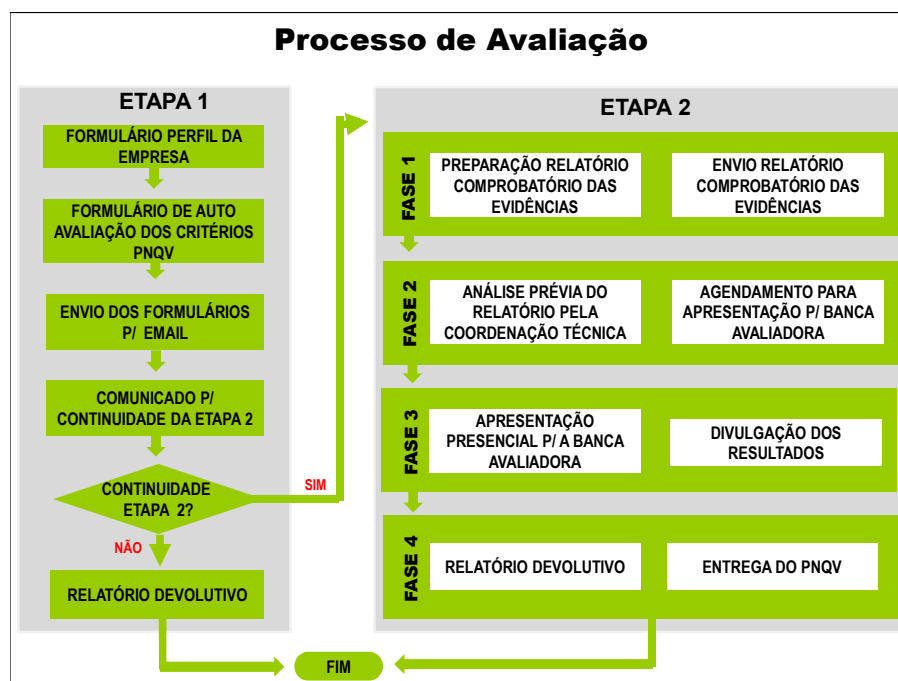 Processo de Avaliação
ETAPA 1
FORMULÁRIO PERFIL DA
EMPRESA
FORMULÁRIO DE AUTO
AVALIAÇÃO DOS CRITÉRIOS
PNQV
ENVIO DOS FORMULÁRIOS
P/ EMAIL
COMUNICADO P/
CONTINUIDADE DA ETAPA 2
CONTINUIDADE
ETAPA 2?
SIM
NÃO
RELATÓRIO DEVOLUTIVO
ETAPA 2
FASE 1
PREPARAÇÃO RELATÓRIO
COMPROBATÓRIO DAS
EVIDÊNCIAS
ENVIO RELATÓRIO
COMPROBATÓRIO DAS
EVIDÊNCIAS
FASE 2
ANÁLISE PRÉVIA DO
RELATÓRIO PELA
COORDENAÇÃO TÉCNICA
AGENDAMENTO PARA
APRESENTAÇÃO P/ BANCA
AVALIADORA
FASE 3
APRESENTAÇÃO
PRESENCIAL P/ A BANCA
AVALIADORA
DIVULGAÇÃO DOS
RESULTADOS
FASE 4
RELATÓRIO DEVOLUTIVO
ENTREGA DO PNQV
FIM